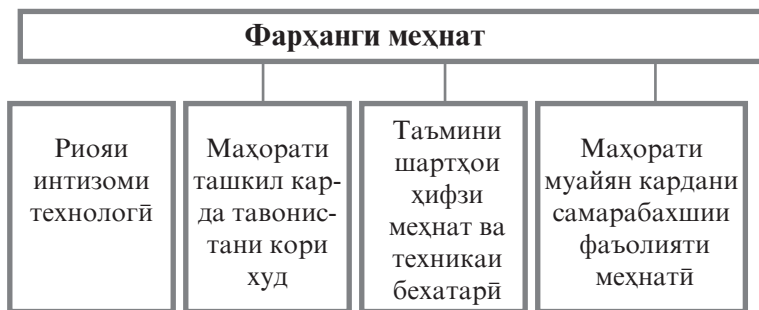 Фарҳанги меҳнат
Риояи
интизоми
технологӣ
Маҳорати
ташкил кар-
да тавонис-
тани кори
худ
Таъмини
шартҳои
ҳифзи
меҳнат ва
техникаи
бехатарӣ
Маҳорати
муайян кардани
самарабахшии
фаъолияти
меҳнатӣ